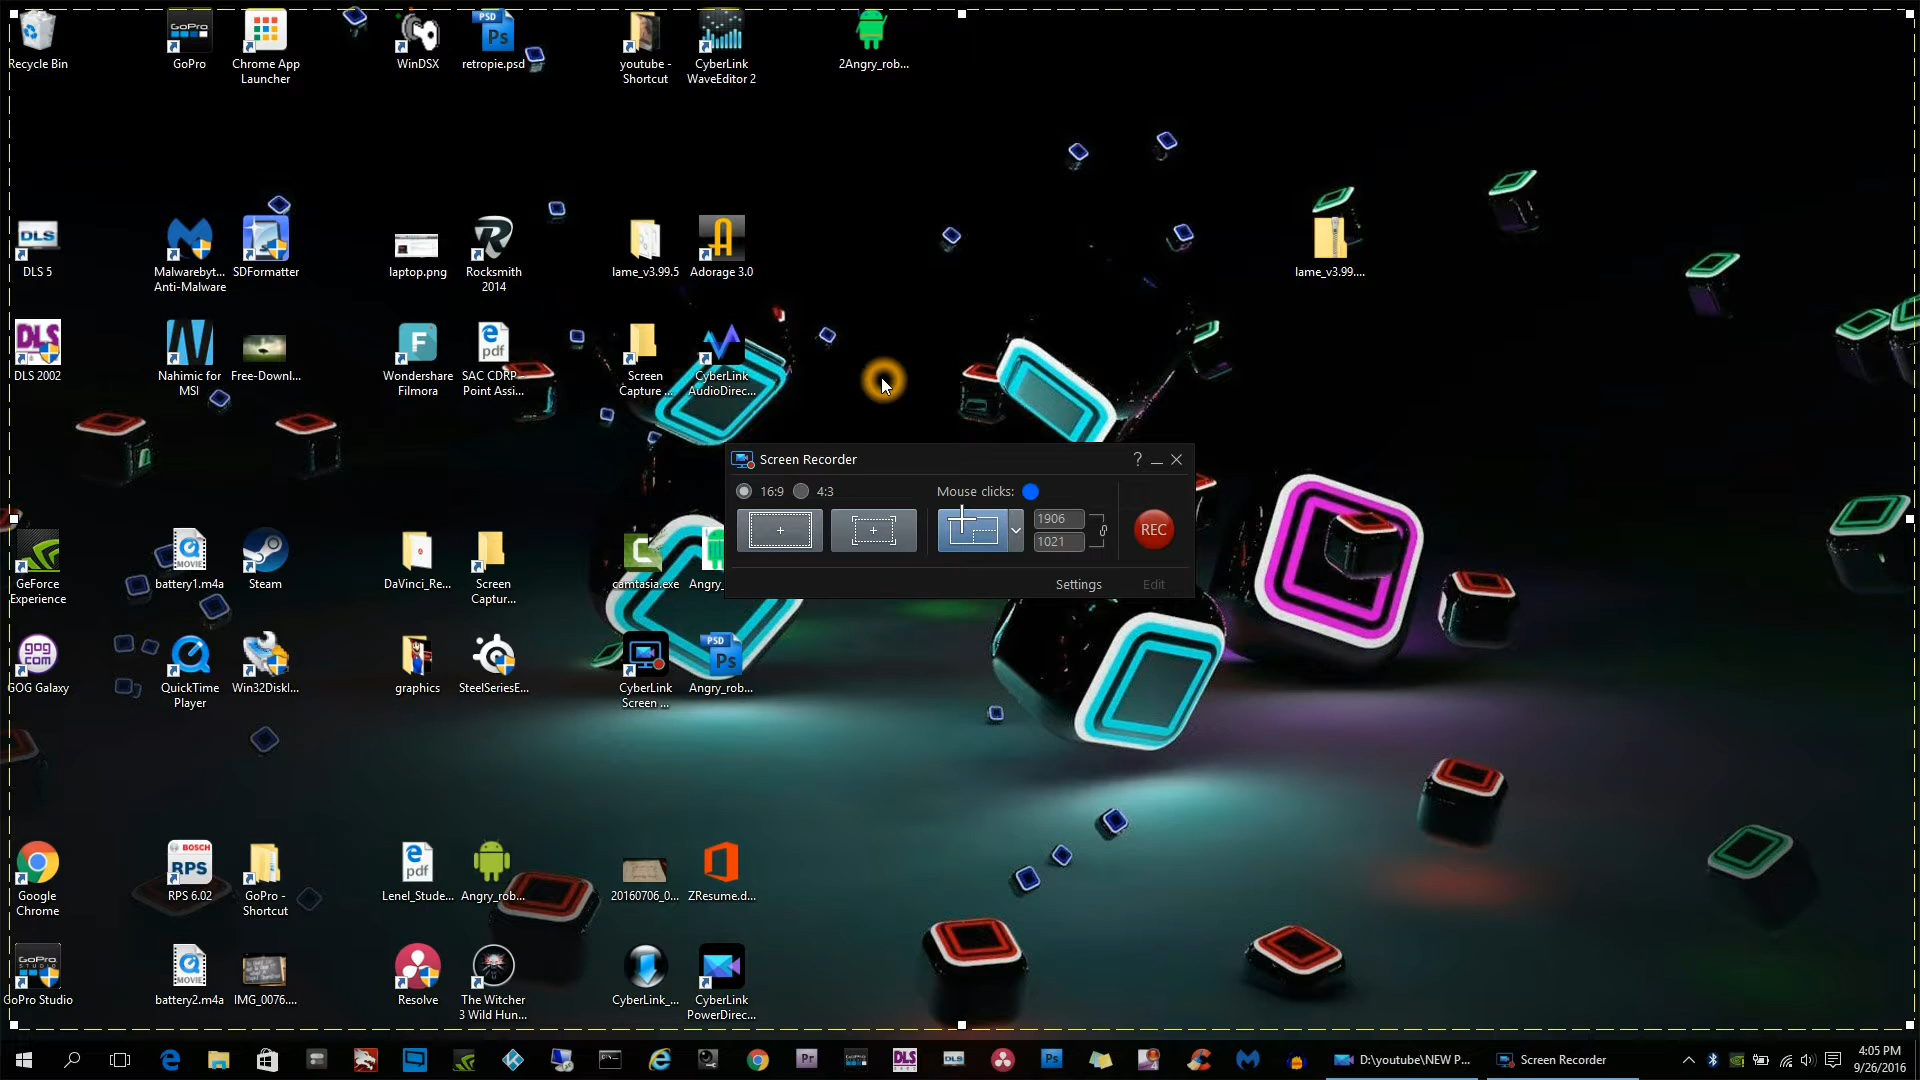 Recycle Bin
GoPro
Chrome App
Launcher
WinDSX
retropie.psd
youtube -
Shortcut
CyberLink
WaveEditor 2
2Angry_rob...
DLS 5
Malwarebyt...
Anti-Malware
SDFormatter
laptop.png
Rocksmith
2014
lame_v3.99.5
Adorage 3.0
lame_v3.99....
DLS 2002
Nahimic for
MSI
Free-Downl...
Wondershare
Filmora
SAC CDRP -
Point Assi...
Screen
Capture ...
CyberLink
AudioDirec...
Screen Recorder
16:9
4:3
Mouse clicks:
1906
1021
REC
Settings
Edit
GeForce
Experience
battery1.m4a
Steam
DaVinci_Re...
Screen
Captur...
camtasia.exe
Angry_
GOG Galaxy
QuickTime
Player
Win32DiskI...
graphics
SteelSeriesE...
CyberLink
Screen ...
Angry_rob...
Google
Chrome
RPS 6.02
GoPro -
Shortcut
Lenel_Stude...
Angry_rob...
20160706_0...
ZResume.d...
GoPro Studio
battery2.m4a
IMG_0076....
Resolve
The Witcher
3 Wild Hun...
CyberLink_...
CyberLink
PowerDirec...
D:\youtube\NEW P...
Screen Recorder
4:05 PM
9/26/2016